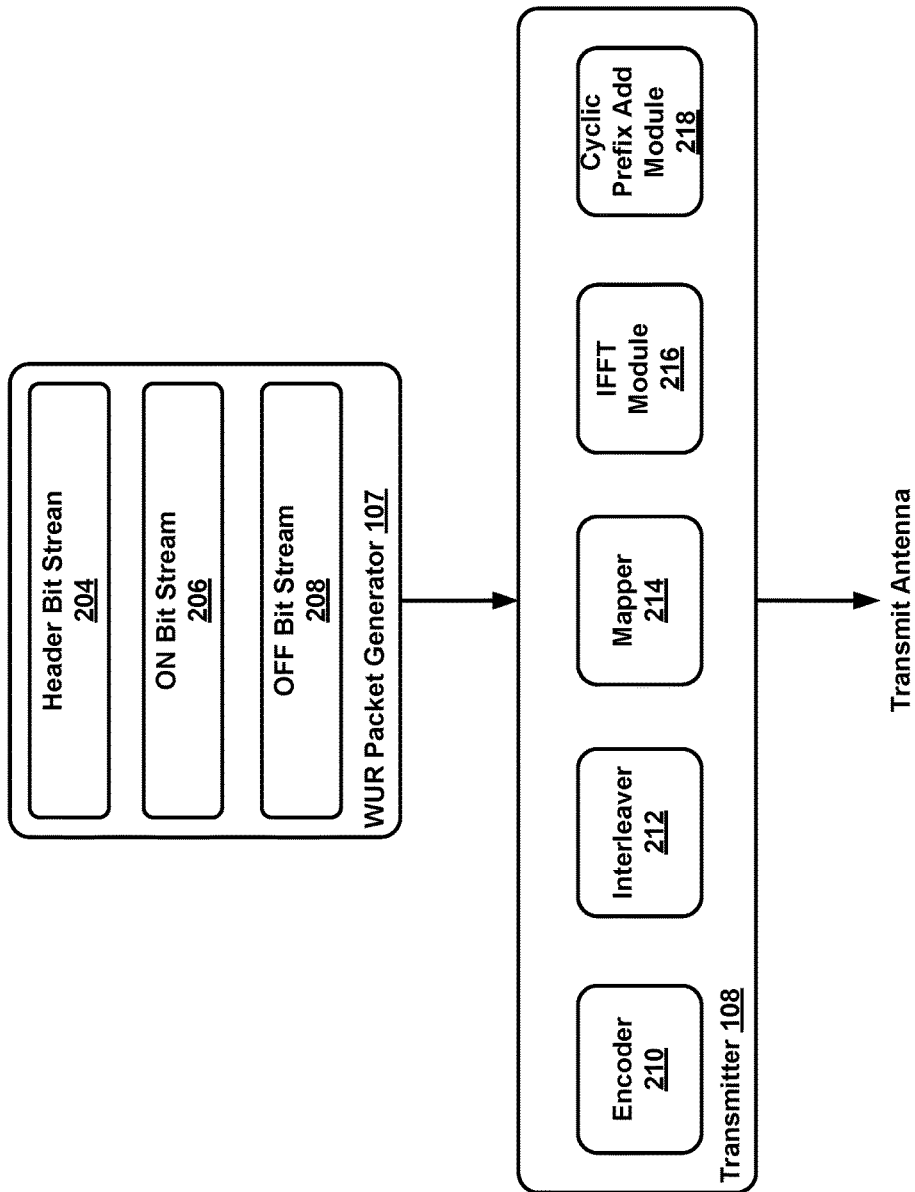 Header Bit Strean
204
ON Bit Stream
206
OFF Bit Stream
208
WUR Packet Generator 107
Encoder
210
Interleaver
212
Mapper
214
IFFT
Module
216
Cyclic
Prefix Add
Module
218
Transmitter 108
Transmit Antenna